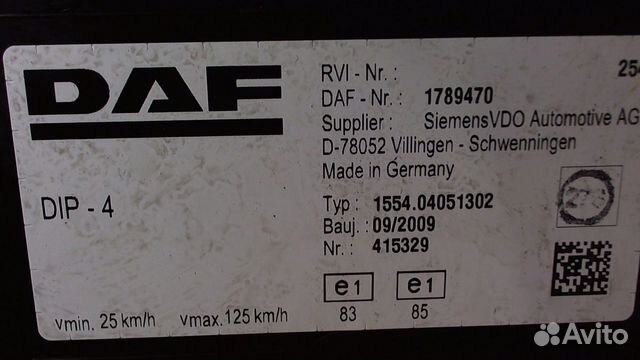 DAF
RVI - Nr. :
DAF - Nr. : 1789470
Supplier : SiemensVDO Automotive AG
D-78052 Villingen - Schwenningen
Made in Germany
DIP - 4
Typ : 1554.04051302
Bauj. : 09/2009
Nr. : 415329
e1 e1
83 85
vmin. 25 km/h vmax. 125 km/h
Avito